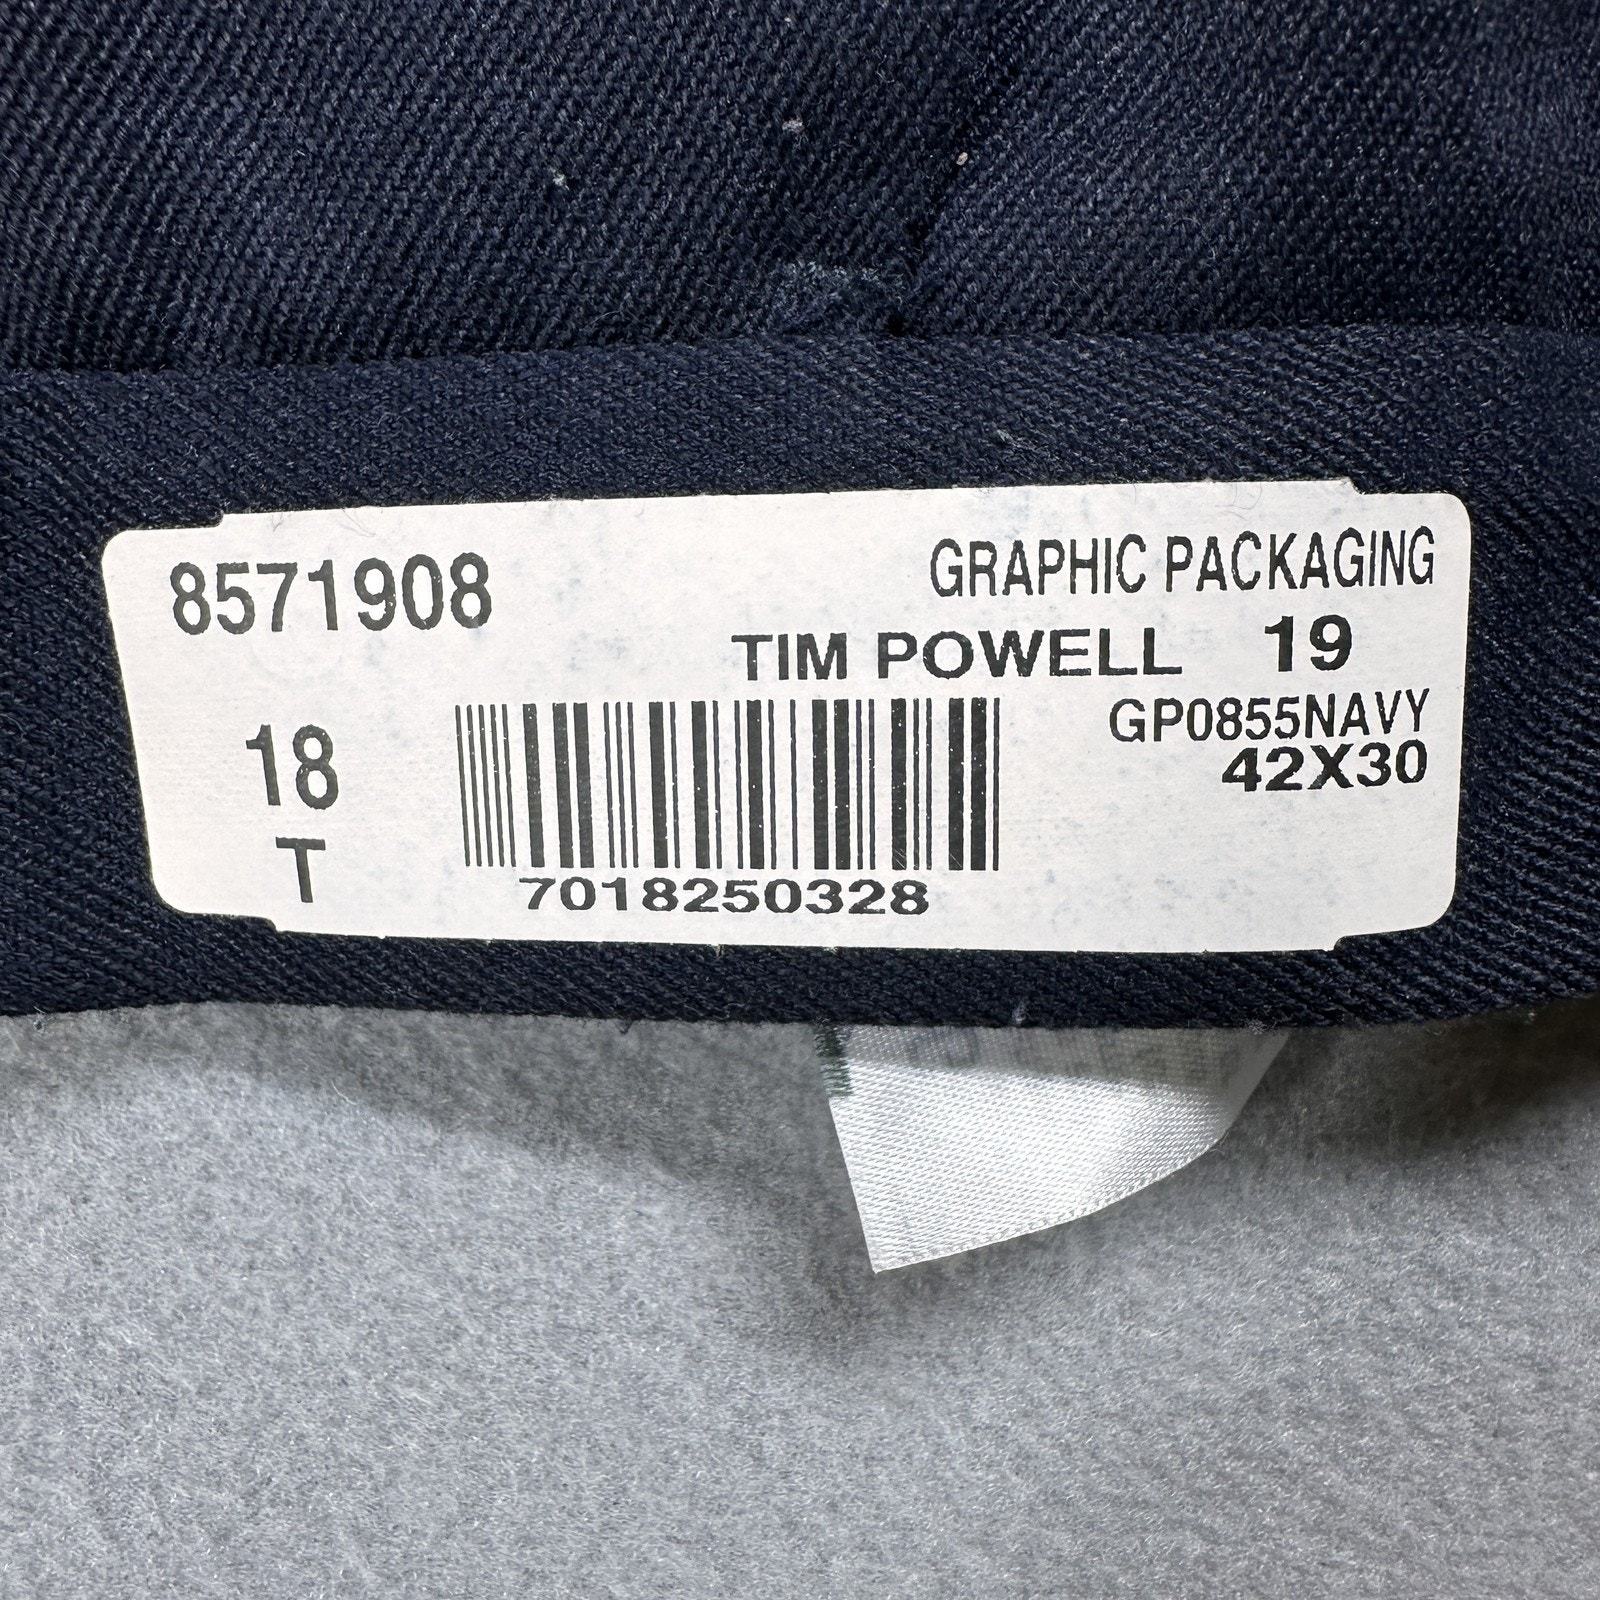 8571908
GRAPHIC PACKAGING
TIM POWELL 19
GP0855NAVY
42X30
18
T
7018250328